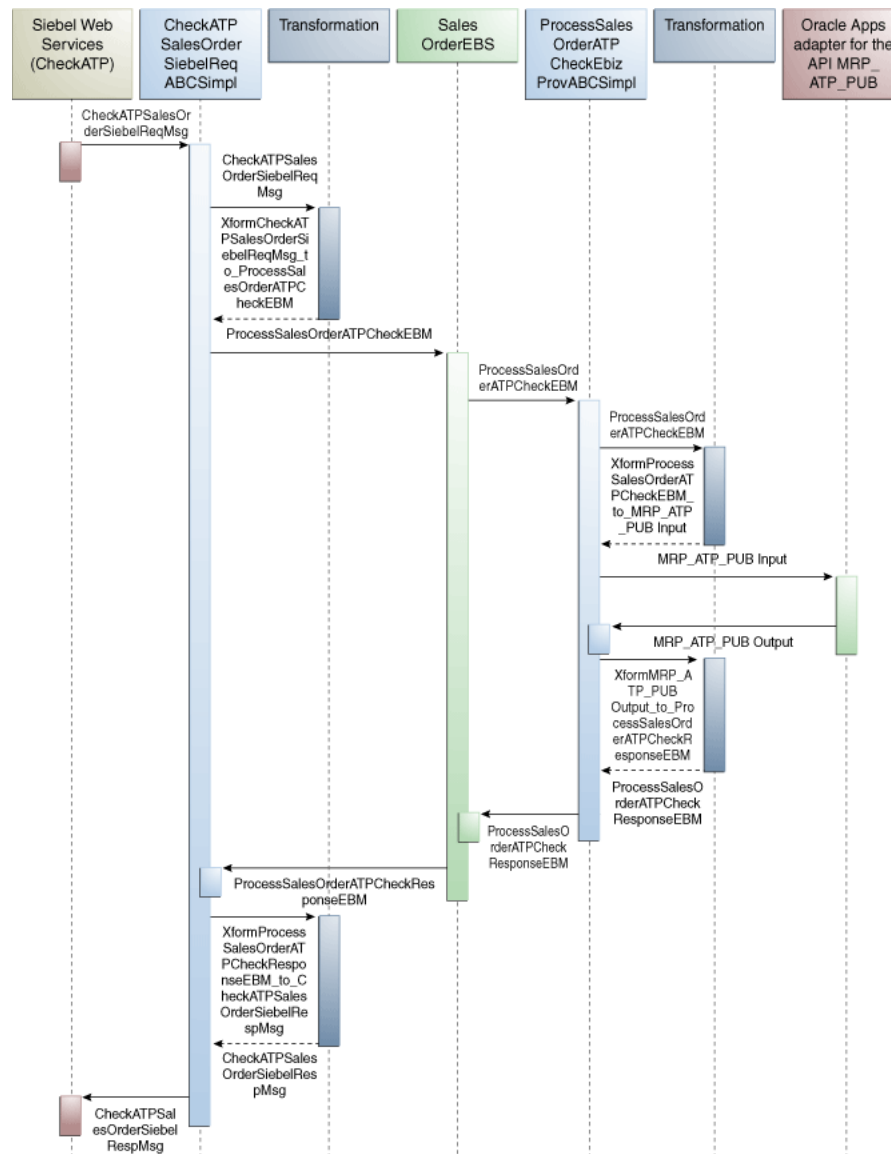 Siebel Web
Services
(CheckATP)
CheckATP
SalesOrder
SiebelReq
ABCSimpl
Transformation
Sales
OrderEBS
ProcessSales
OrderATP
CheckEbiz
ProvABCSimpl
Transformation
Oracle Apps
adapter for the
API MRP_
ATP_PUB
CheckATPSalesOr
derSiebelReqMsg
CheckATPSales
OrderSiebelReq
Msg
XformCheckAT
PSalesOrderSi
ebelReqMsg_t
o_ProcessSal
esOrderATPC
heckEBM
ProcessSalesOrderATPCheckEBM
ProcessSalesOrd
erATPCheckEBM
ProcessSalesOrd
erATPCheckEBM
XformProcess
SalesOrderAT
PCheckEBM_
to_MRP_ATP
_PUB Input
MRP_ATP_PUB Input
MRP_ATP_PUB Output
XformMRP_A
TP_PUB
Output_to_Pro
cessSalesOrd
erATPCheckR
esponseEBM
ProcessSalesO
rderATPCheck
ResponseEBM
ProcessSalesO
rderATPCheck
ResponseEBM
ProcessSalesOrderATPCheckRes
ponseEBM
XformProcess
SalesOrderAT
PCheckRespo
nseEBM_to_C
heckATPSales
OrderSiebelRe
spMsg
CheckATPSales
OrderSiebelRes
pMsg
CheckATPSal
esOrderSiebel
RespMsg